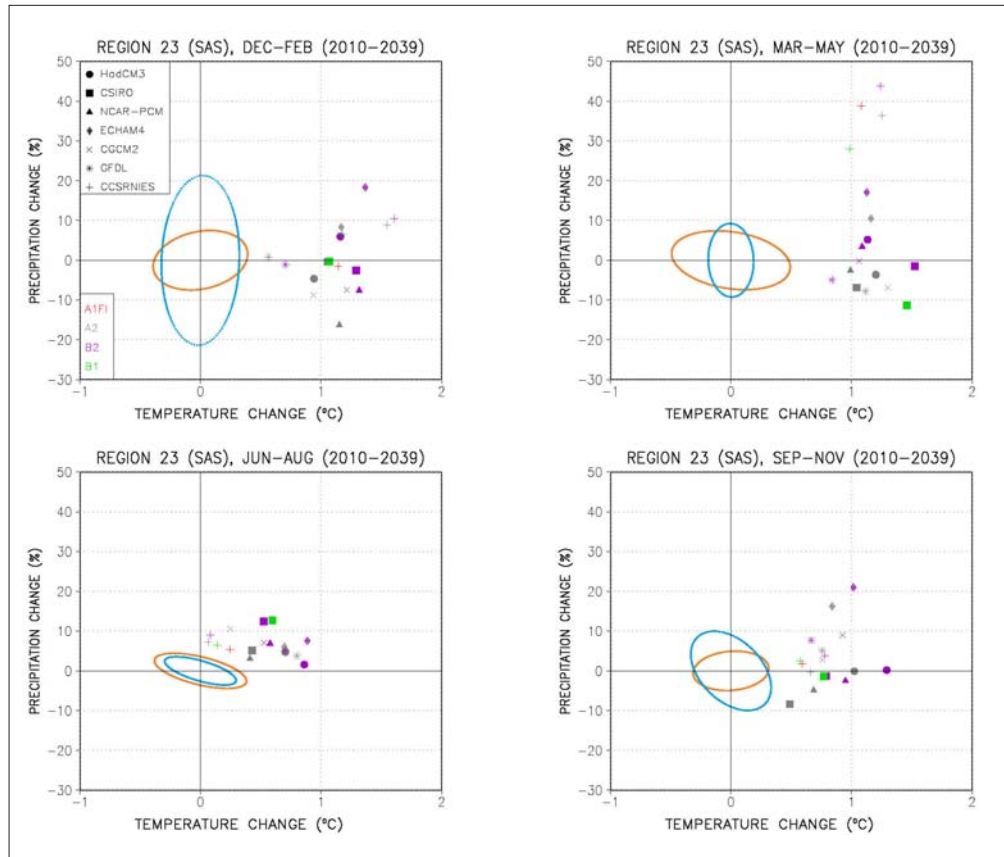 REGION 23 (SAS), DEC-FEB (2010-2039)
PRECIPITATION CHANGE (%)
50
40
30
20
10
0
-10
-20
-30
HadCM3
CSIRO
NCAR-PCM
ECHAM4
CGCM2
GFDL
CCSRNIES
A1FI
A2
B2
B1
-1
0
1
2
TEMPERATURE CHANGE (ºC)
REGION 23 (SAS), MAR-MAY (2010-2039)
PRECIPITATION CHANGE (%)
50
40
30
20
10
0
-10
-20
-30
-1
0
1
2
TEMPERATURE CHANGE (ºC)
REGION 23 (SAS), JUN-AUG (2010-2039)
PRECIPITATION CHANGE (%)
50
40
30
20
10
0
-10
-20
-30
-1
0
1
2
TEMPERATURE CHANGE (ºC)
REGION 23 (SAS), SEP-NOV (2010-2039)
PRECIPITATION CHANGE (%)
50
40
30
20
10
0
-10
-20
-30
-1
0
1
2
TEMPERATURE CHANGE (ºC)